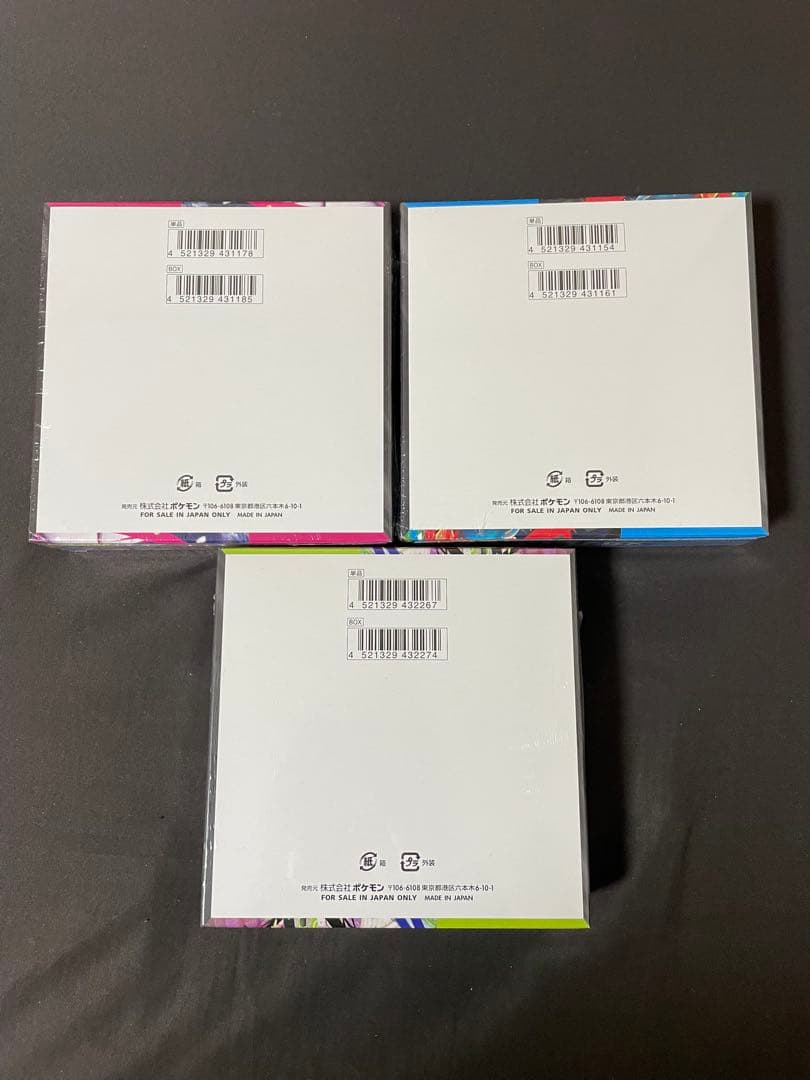 単品
4 521329 431178
BOX
4 521329 431185
紙 箱 プラ 外装
発売元 株式会社ポケモン 〒106-6108 東京都港区六本木6-10-1
FOR SALE IN JAPAN ONLY MADE IN JAPAN
単品
4 521329 431154
BOX
4 521329 431161
紙 箱 プラ 外装
発売元 株式会社ポケモン 〒106-6108 東京都港区六本木6-10-1
FOR SALE IN JAPAN ONLY MADE IN JAPAN
単品
4 521329 432267
BOX
4 521329 432274
紙 箱 プラ 外装
発売元 株式会社ポケモン 〒106-6108 東京都港区六本木6-10-1
FOR SALE IN JAPAN ONLY MADE IN JAPAN